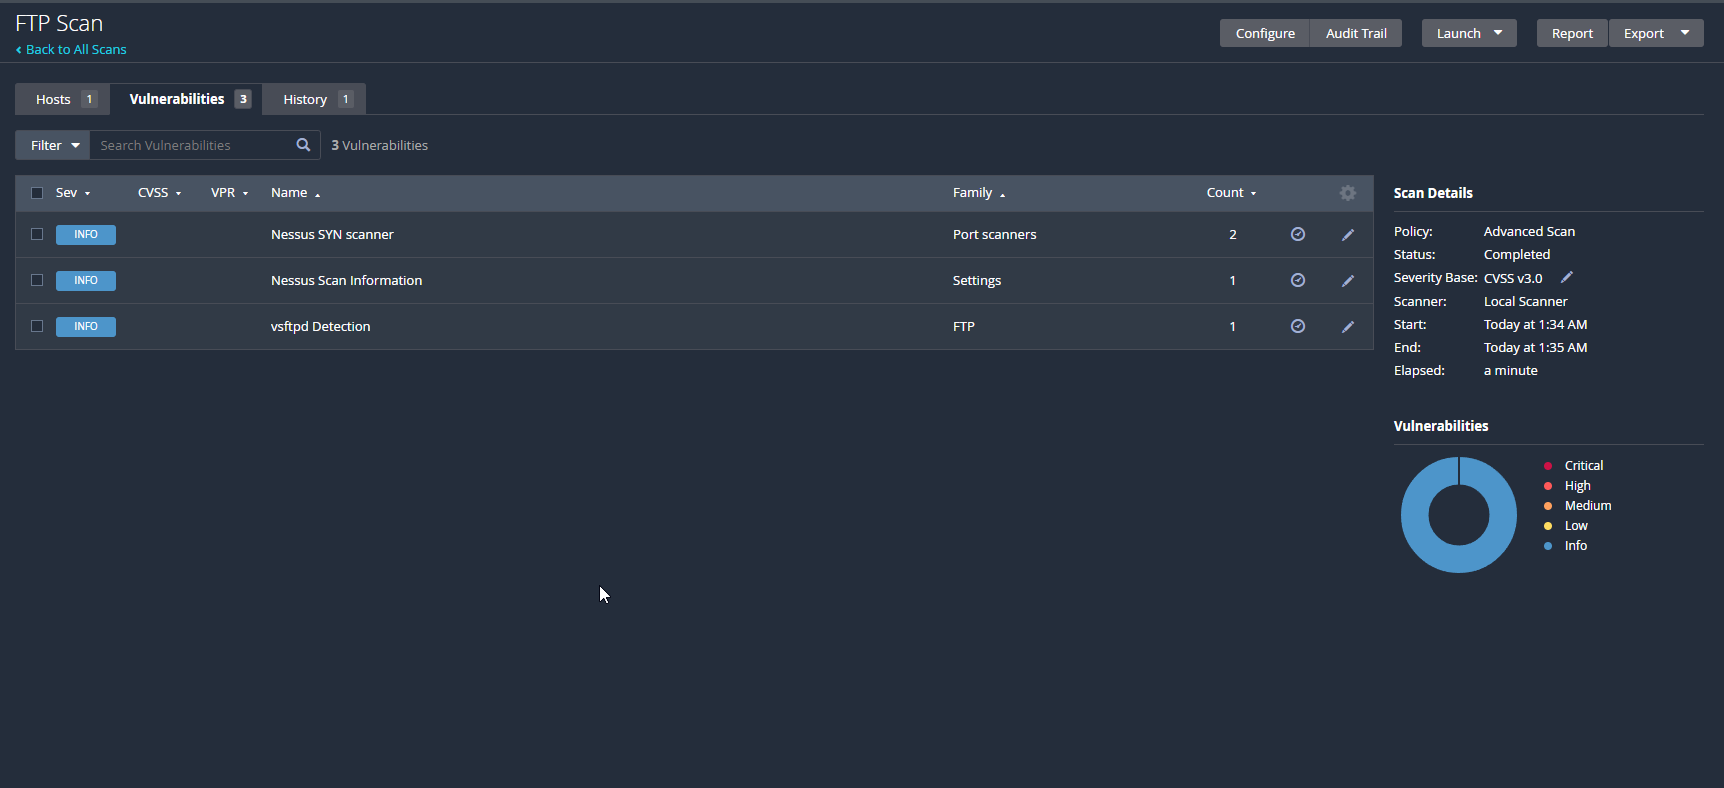 FTP Scan
Back to All Scans
Configure Audit Trail Launch Report Export
Hosts 1 Vulnerabilities 3 History 1
Filter Search Vulnerabilities 3 Vulnerabilities
Sev CVSS VPR Name Family Count
INFO Nessus SYN scanner Port scanners 2
INFO Nessus Scan Information Settings 1
INFO vsftpd Detection FTP 1
Scan Details
Policy: Advanced Scan
Status: Completed
Severity Base: CVSS v3.0
Scanner: Local Scanner
Start: Today at 1:34 AM
End: Today at 1:35 AM
Elapsed: a minute
Vulnerabilities
Critical
High
Medium
Low
Info